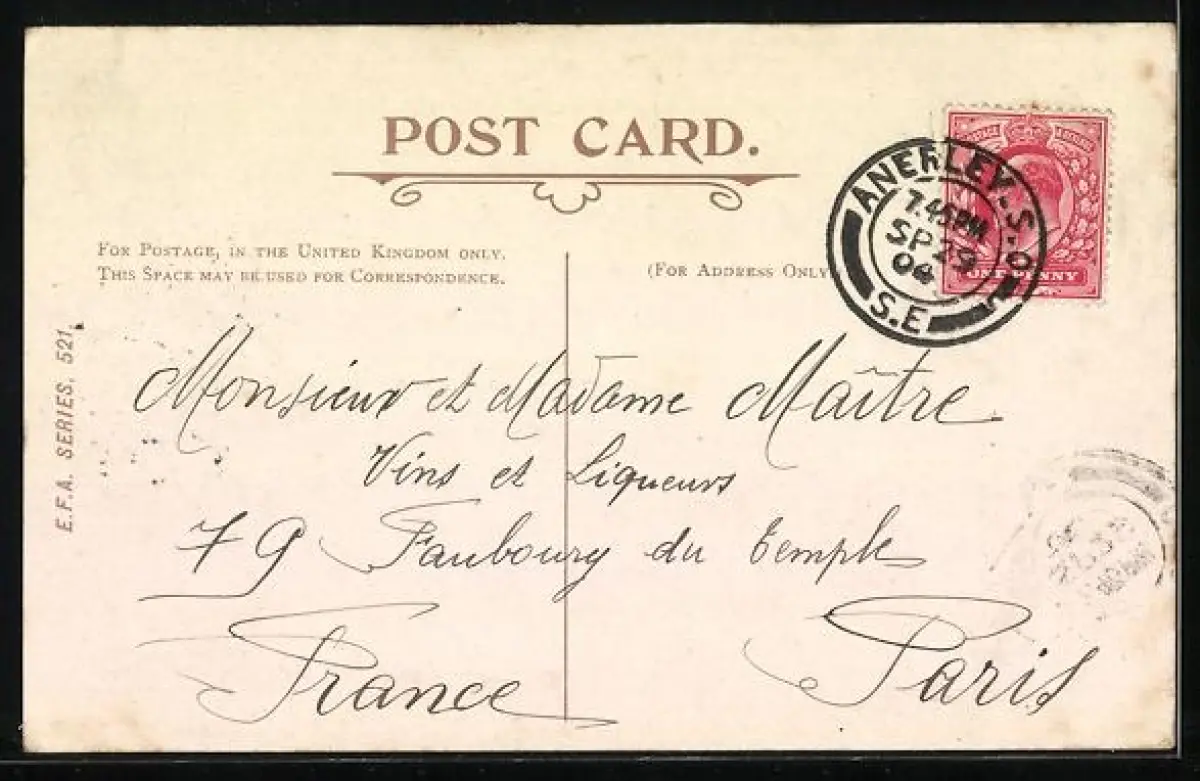 POST CARD.
FOR POSTAGE, IN THE UNITED KINGDOM ONLY.
THIS SPACE MAY BE USED FOR CORRESPONDENCE.
(FOR ADDRESS ONLY
POSTAGE & REVENUE
ONE PENNY
ANERLEY.S.O
7.45PM
SP 29
04
S.E
E.F.A. SERIES. 521.
Monsieur et Madame Maître
Vins et Liqueurs
79 Faubourg du Temple
Paris
France